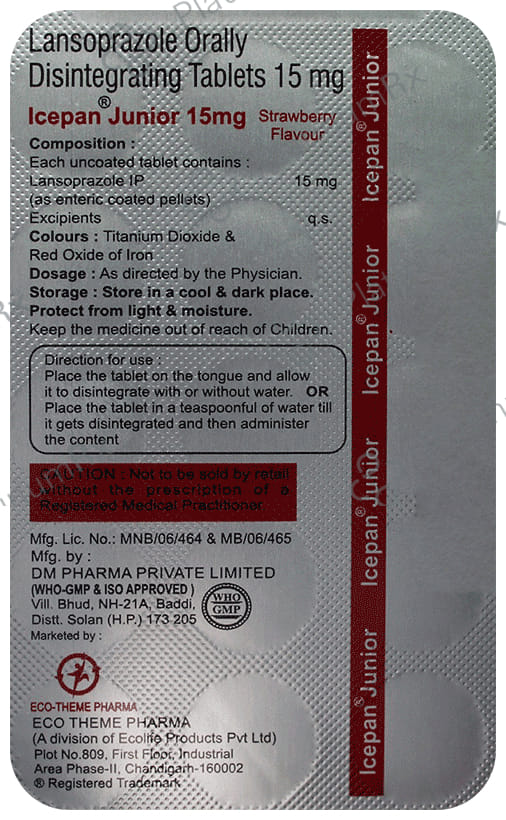 Lansoprazole Orally
Disintegrating Tablets 15 mg
Icepan® Junior 15mg Strawberry
Flavour
Composition :
Each uncoated tablet contains :
Lansoprazole IP 15 mg
(as enteric coated pellets)
Excipients q.s.
Colours : Titanium Dioxide &
Red Oxide of Iron
Dosage : As directed by the Physician.
Storage : Store in a cool & dark place.
Protect from light & moisture.
Keep the medicine out of reach of Children.
Direction for use :
Place the tablet on the tongue and allow
it to disintegrate with or without water. OR
Place the tablet in a teaspoonful of water till
it gets disintegrated and then administer
the content
CAUTION : Not to be sold by retail
without the prescription of a
Registered Medical Practitioner
Mfg. Lic. No.: MNB/06/464 & MB/06/465
Mfg. by :
DM PHARMA PRIVATE LIMITED
(WHO-GMP & ISO APPROVED)
Vill. Bhud, NH-21A, Baddi,
Distt. Solan (H.P.) 173 205
WHO
GMP
Marketed by :
ECO-THEME PHARMA
ECO THEME PHARMA
(A division of Ecolife Products Pvt Ltd)
Plot No.809, First Floor, Industrial
Area Phase-II, Chandigarh-160002
® Registered Trademark
Icepan® Junior
Icepan® Junior
Icepan® Junior
Icepan® Junior